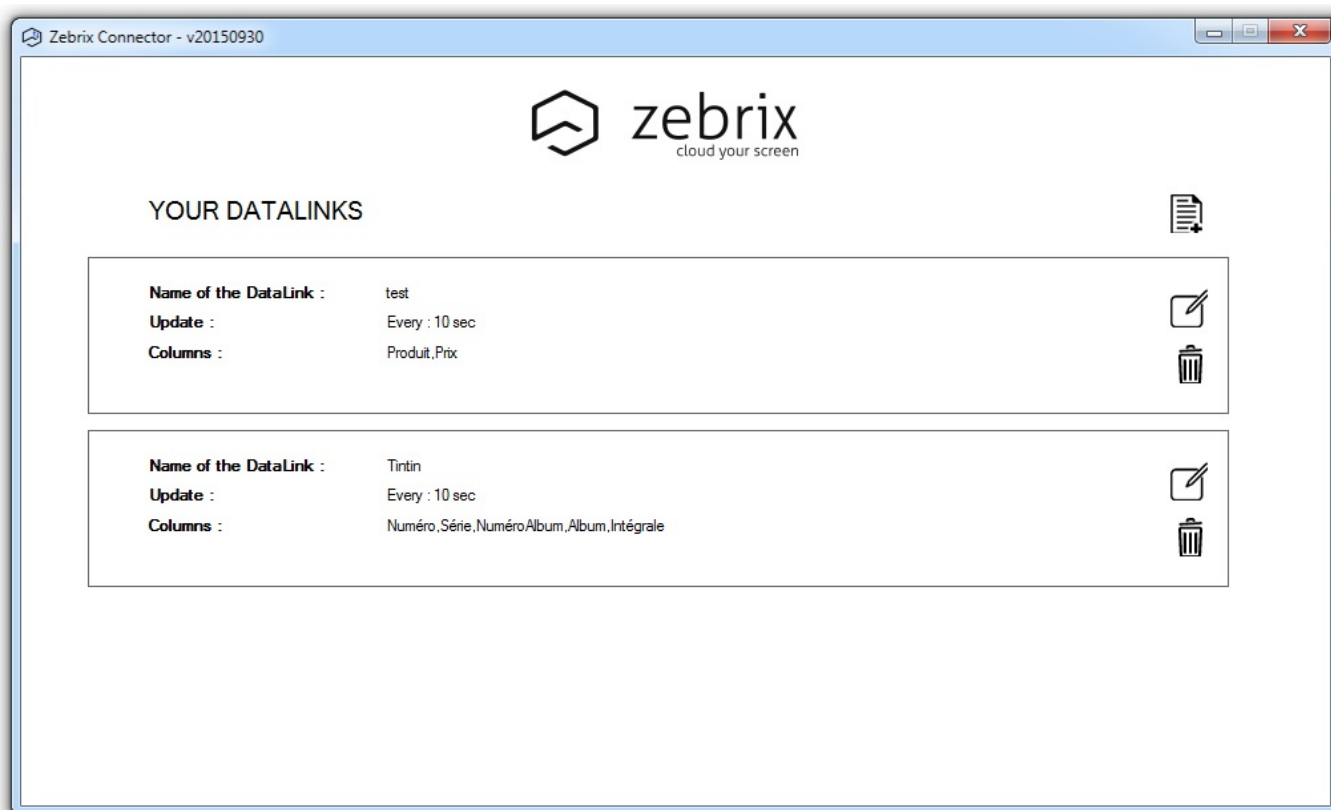 Zebrix Connector - v20150930
zebrix
cloud your screen
YOUR DATALINKS
Name of the DataLink : test
Update : Every : 10 sec
Columns : Produit,Prix
Name of the DataLink : Tintin
Update : Every : 10 sec
Columns : Numéro,Série,NuméroAlbum,Album,Intégrale